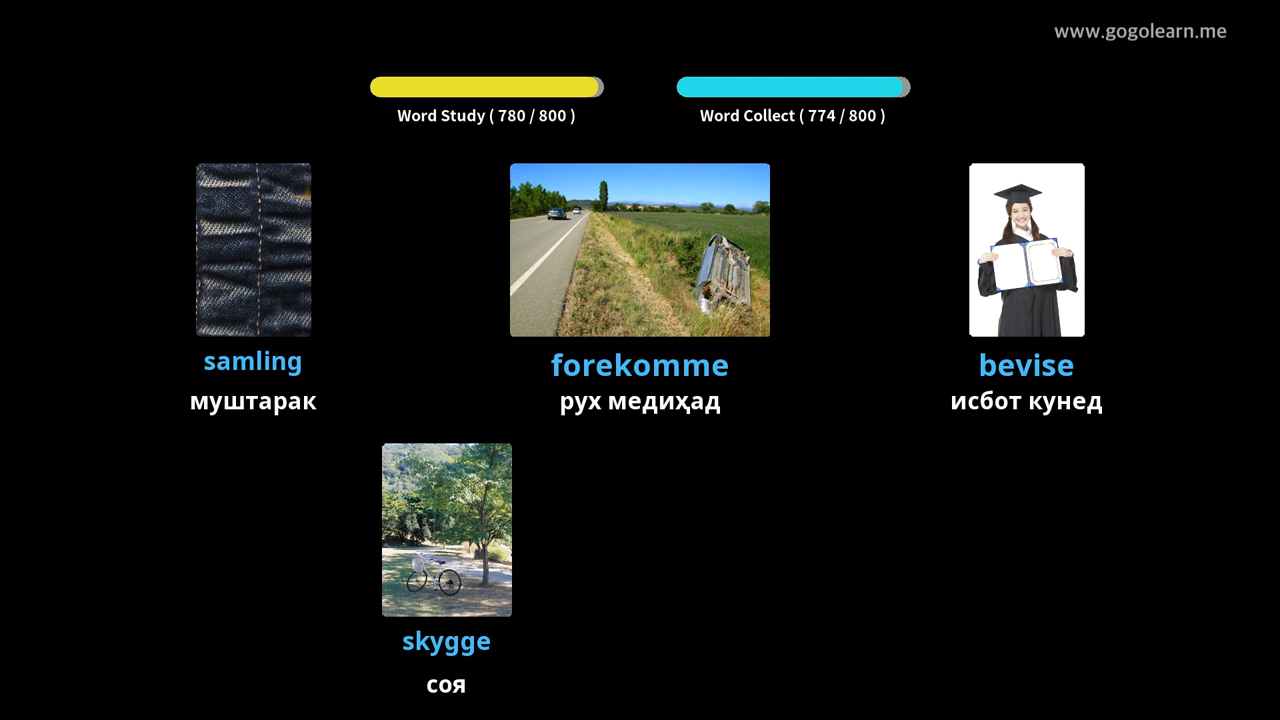 www.gogolearn.me
Word Study ( 780 / 800 )
Word Collect ( 774 / 800 )
samling
муштарак
forekomme
рух медиҳад
bevise
исбот кунед
skygge
соя